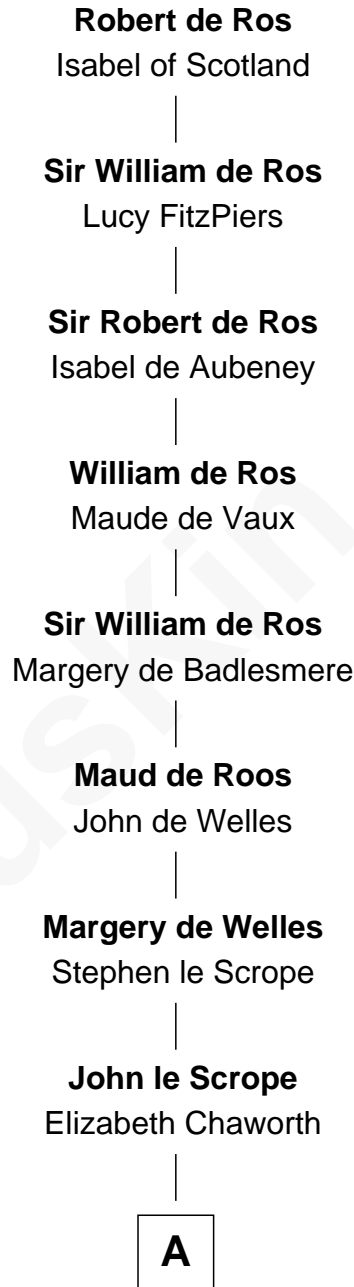 Robert de Ros
Isabel of Scotland
Sir William de Ros
Lucy FitzPiers
Sir Robert de Ros
Isabel de Aubeney
William de Ros
Maude de Vaux
Sir William de Ros
Margery de Badlesmere
Maud de Roos
John de Welles
Margery de Welles
Stephen le Scrope
John le Scrope
Elizabeth Chaworth
A